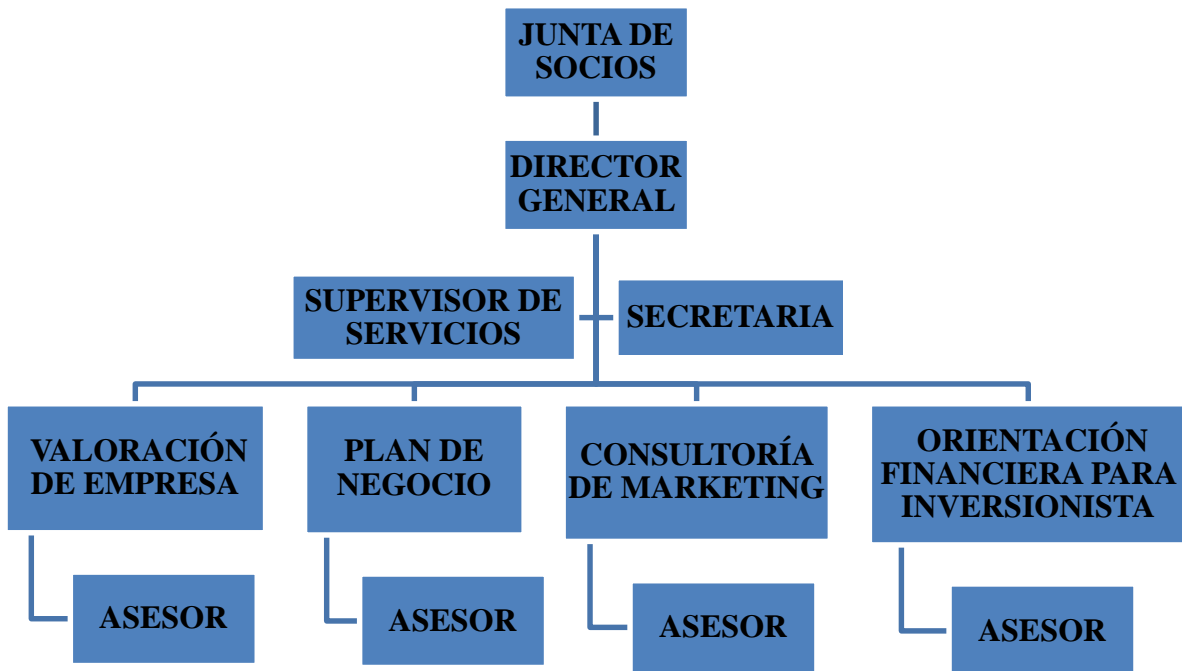 JUNTA DE
SOCIOS
DIRECTOR
GENERAL
SUPERVISOR DE
SERVICIOS
SECRETARIA
VALORACIÓN
DE EMPRESA
PLAN DE
NEGOCIO
CONSULTORÍA
DE MARKETING
ORIENTACIÓN
FINANCIERA PARA
INVERSIONISTA
ASESOR
ASESOR
ASESOR
ASESOR